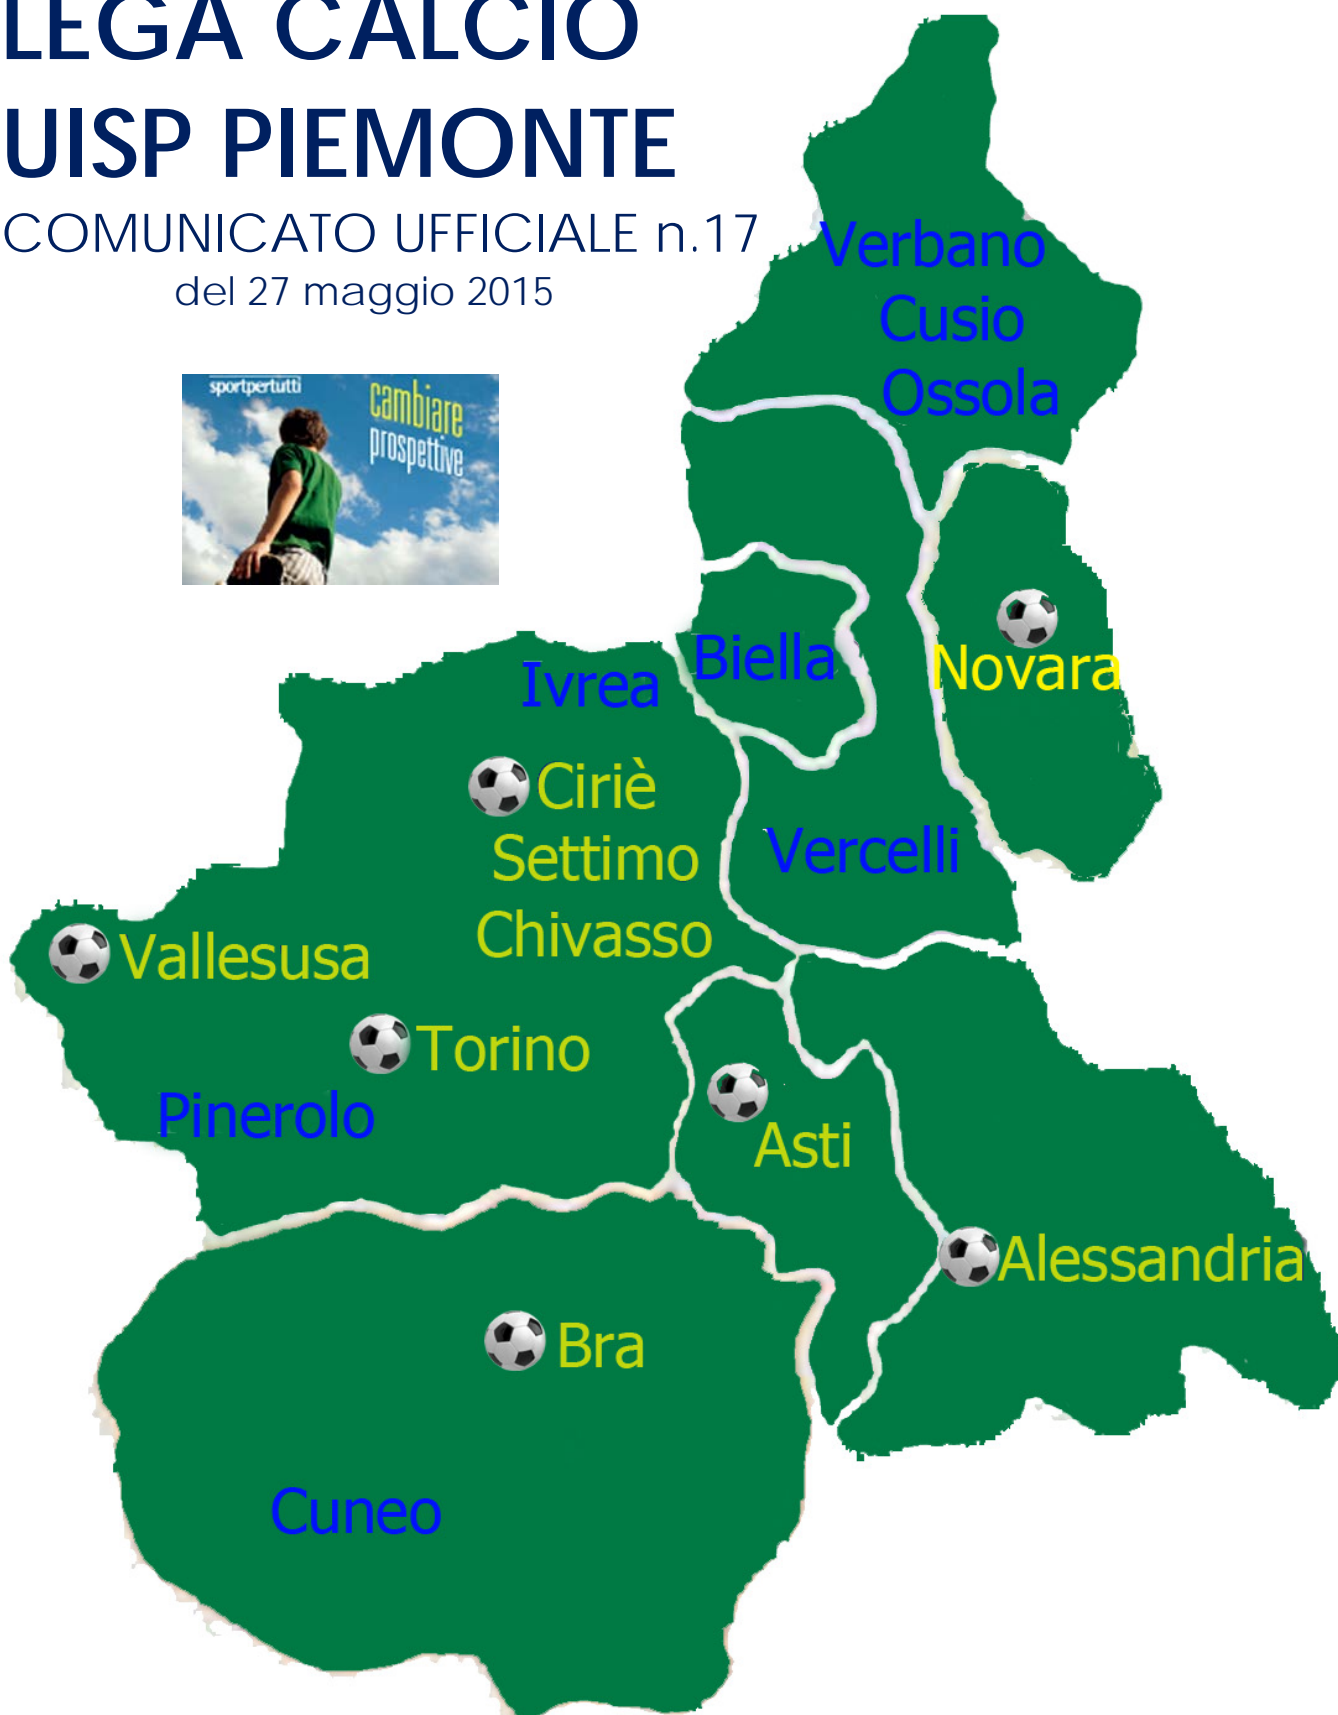 LEGA CALCIO
UISP PIEMONTE
COMUNICATO UFFICIALE n.17
del 27 maggio 2015
sportpertutti
cambiare
prospettive
Verbano
Cusio
Ossola
Biella
Novara
Ivrea
Ciriè
Settimo
Chivasso
Vercelli
Vallesusa
Torino
Pinerolo
Asti
Alessandria
Bra
Cuneo